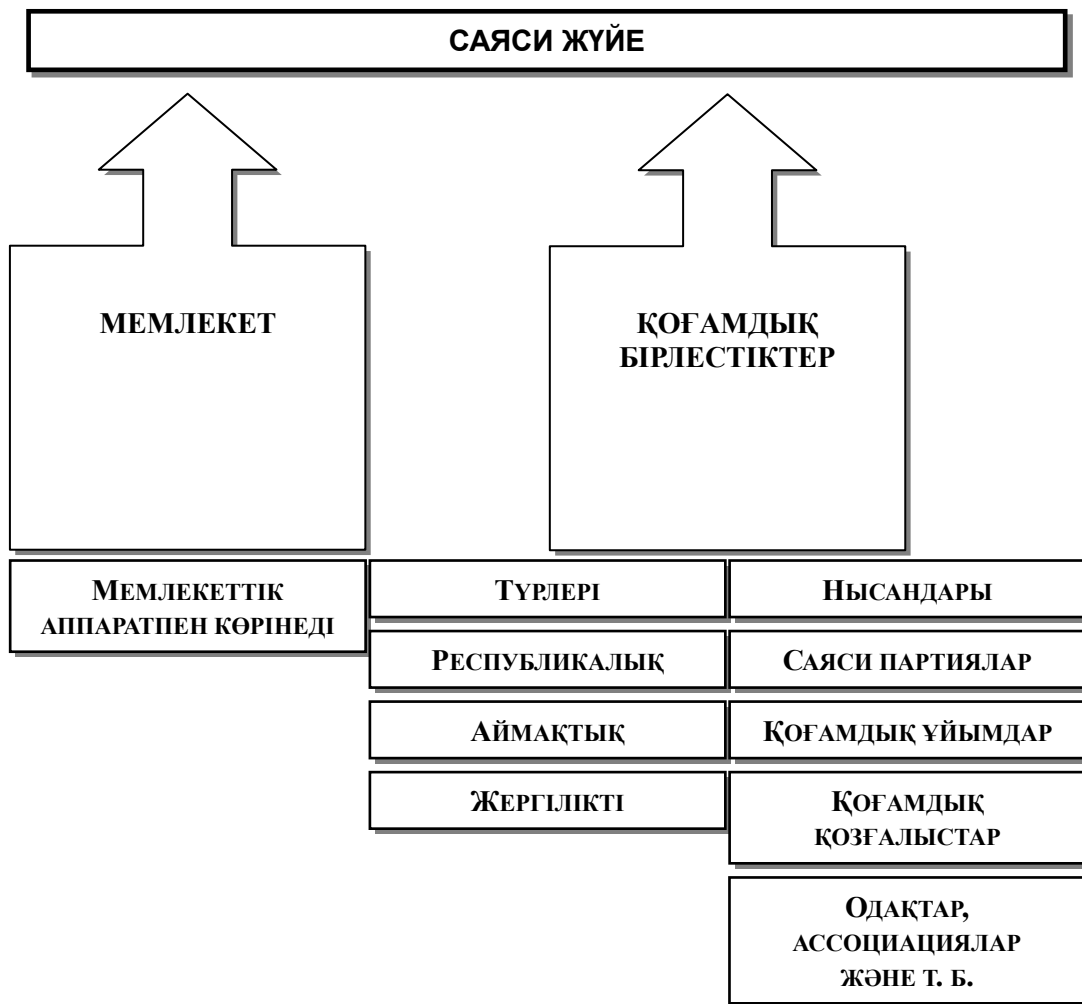 САЯСИ ЖҮЙЕ
МЕМЛЕКЕТ
ҚОҒАМДЫҚ
БІРЛЕСТІКТЕР
МЕМЛЕКЕТТІК
АППАРАТПЕН КӨРІНЕДІ
ТҮРЛЕРІ
НЫСАНДАРЫ
РЕСПУБЛИКАЛЫҚ
САЯСИ ПАРТИЯЛАР
АЙМАҚТЫҚ
ҚОҒАМДЫҚ ҰЙЫМДАР
ЖЕРГІЛІКТІ
ҚОҒАМДЫҚ
ҚОЗҒАЛЫСТАР
ОДАҚТАР,
АССОЦИАЦИЯЛАР
ЖӘНЕ Т. Б.